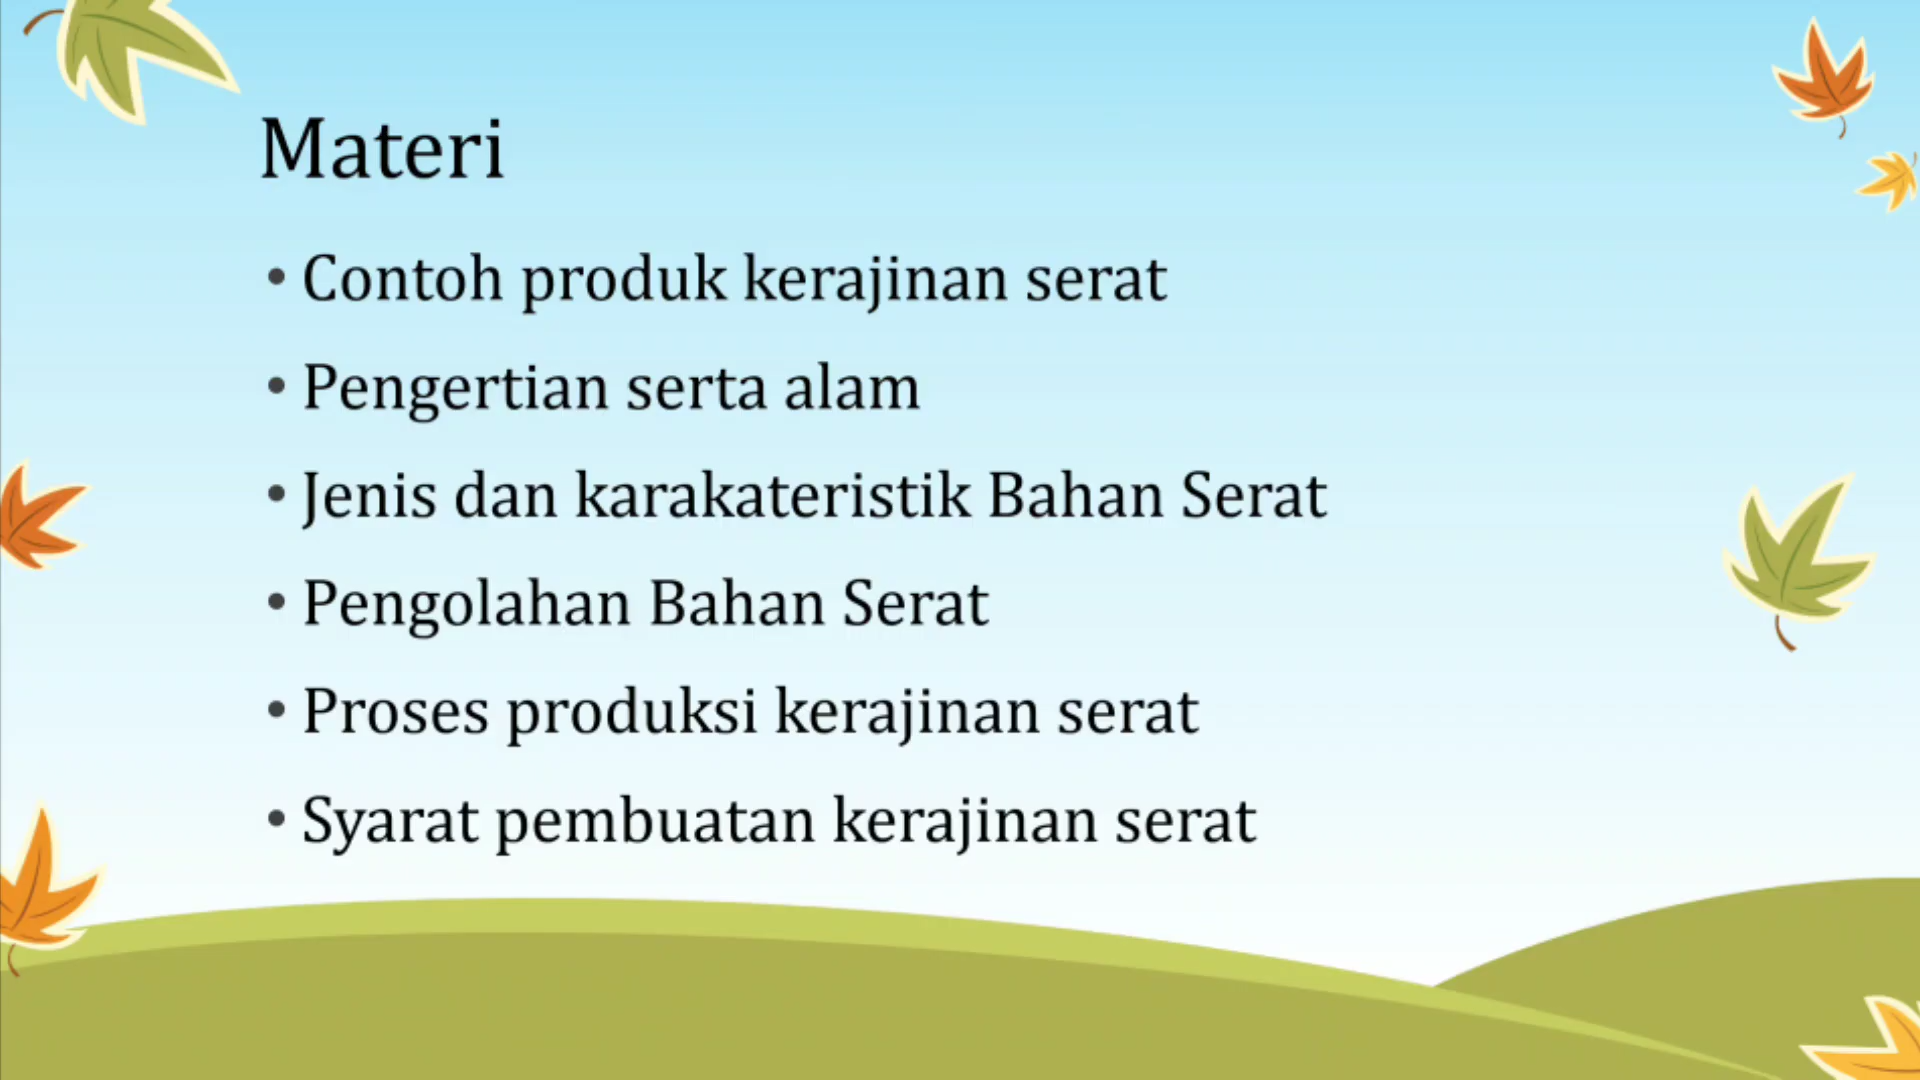 Materi
• Contoh produk kerajinan serat
• Pengertian serta alam
• Jenis dan karakateristik Bahan Serat
• Pengolahan Bahan Serat
• Proses produksi kerajinan serat
• Syarat pembuatan kerajinan serat